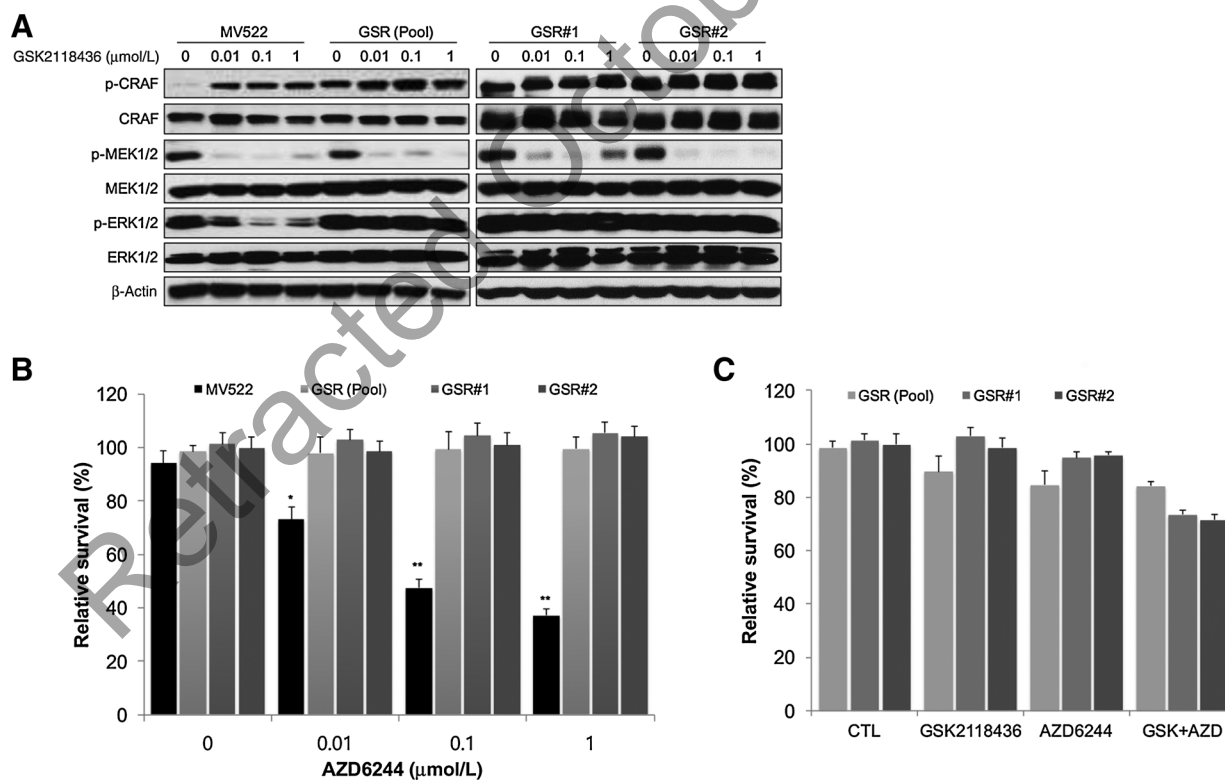 A
MV522 GSR (Pool) GSR#1 GSR#2
GSK2118436 (μmol/L) 0 0.01 0.1 1 0 0.01 0.1 1 0 0.01 0.1 1 0 0.01 0.1 1
p-CRAF
CRAF
p-MEK1/2
MEK1/2
p-ERK1/2
ERK1/2
β-Actin
Retracted Octob
B
MV522 GSR (Pool) GSR#1 GSR#2
Relative survival (%)
120
100
80
60
40
20
0
*
**
**
0 0.01 0.1 1
AZD6244 (μmol/L)
C
GSR (Pool) GSR#1 GSR#2
Relative survival (%)
120
100
80
60
40
20
0
CTL GSK2118436 AZD6244 GSK+AZD